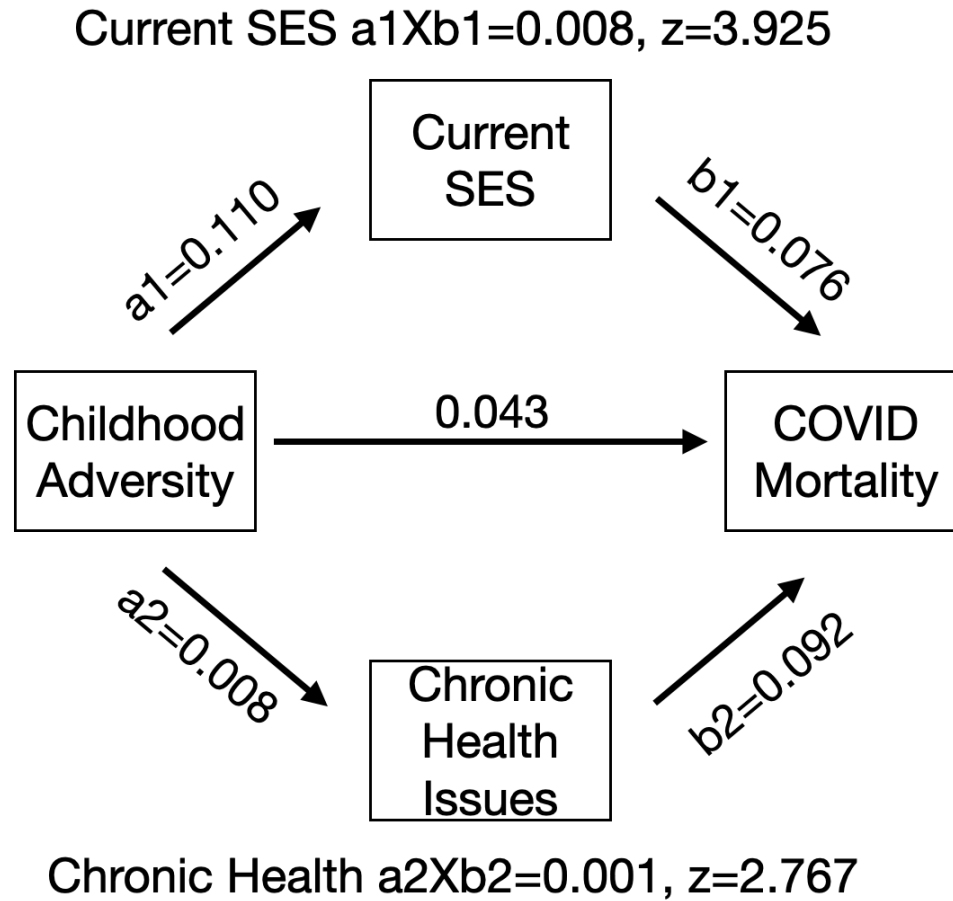 Current SES a1Xb1=0.008, z=3.925
Current
SES
a1=0.110
b1=0.076
Childhood
Adversity
0.043
COVID
Mortality
a2=0.008
b2=0.092
Chronic
Health
Issues
Chronic Health a2Xb2=0.001, z=2.767